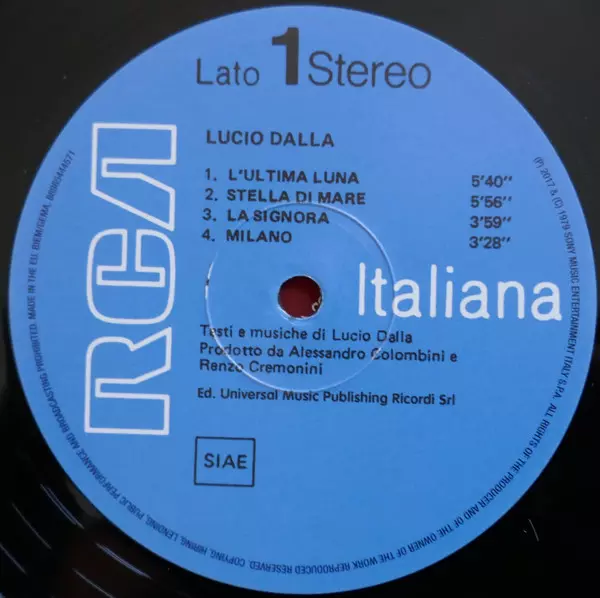 Lato 1 Stereo
LUCIO DALLA
1. L'ULTIMA LUNA 5'40"
2. STELLA DI MARE 5'56"
3. LA SIGNORA 3'59"
4. MILANO 3'28"
RCA
Italiana
Testi e musiche di Lucio Dalla
Prodotto da Alessandro Colombini e
Renzo Cremonini
Ed. Universal Music Publishing Ricordi Srl
SIAE
(P) 2017 & (C) 1979 SONY MUSIC ENTERTAINMENT ITALY S.P.A. ALL RIGHTS OF THE PRODUCER AND OF THE OWNER OF THE WORK REPRODUCED RESERVED. COPYING, HIRING, LENDING, PUBLIC PERFORMANCE AND BROADCASTING PROHIBITED. MADE IN THE EU. BIEM/GEMA.